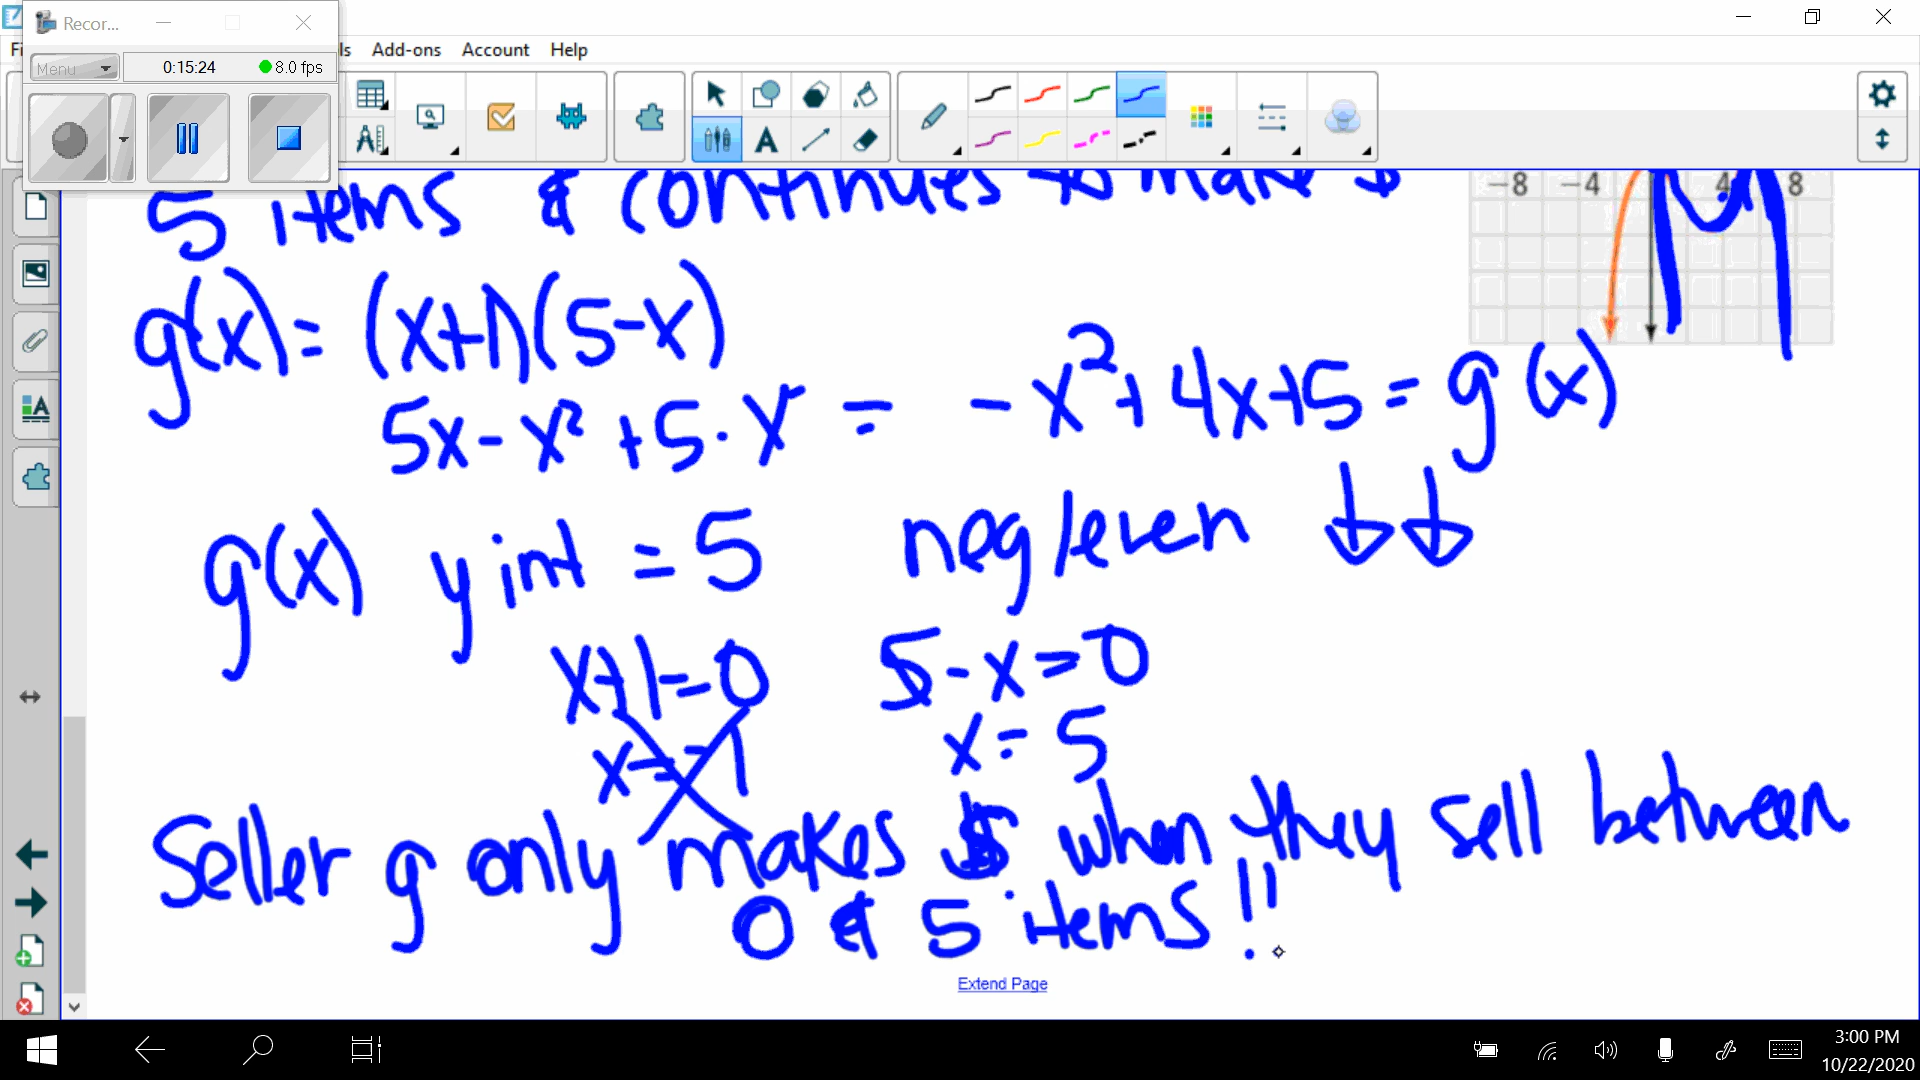 Recor...
Menu 0:15:24 8.0 fps
ls Add-ons Account Help
5 items & continues to make $
-8 -4 4 8
g(x) = (x+1)(5-x)
5x - x² + 5 · x = -x² + 4x + 5 = g(x)
g(x) y int = 5 neg/even ↓↓
x+1=0 5-x=0
x=-1 x=5
Seller g only makes $ when they sell between
0 & 5 items!!
Extend Page
3:00 PM
10/22/2020